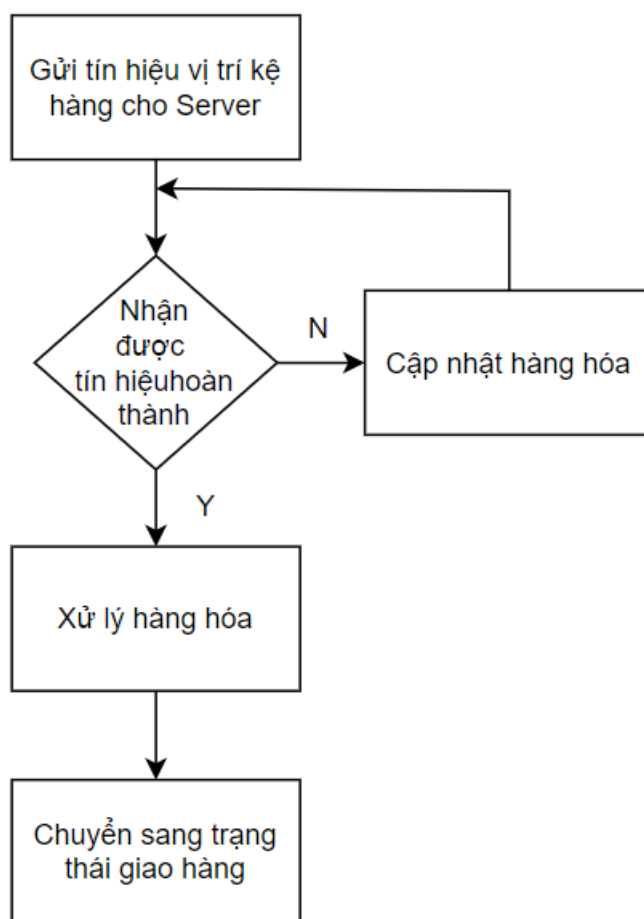 Gửi tín hiệu vị trí kệ
hàng cho Server
Nhận
được
tín hiệuhoàn
thành
N
Cập nhật hàng hóa
Y
Xử lý hàng hóa
Chuyển sang trạng
thái giao hàng